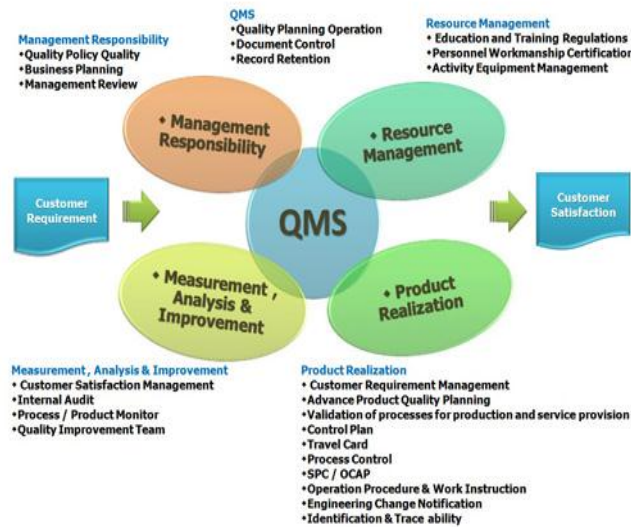 QMS
•Quality Planning Operation
•Document Control
•Record Retention
Management Responsibility
•Quality Policy Quality
•Business Planning
•Management Review
Resource Management
• Education and Training Regulations
•Personnel Workmanship Certification
•Activity Equipment Management
• Management
Responsibility
• Resource
Management
Customer
Requirement
QMS
Customer
Satisfaction
• Measurement ,
Analysis &
Improvement
• Product
Realization
Measurement , Analysis & Improvement
• Customer Satisfaction Management
•Internal Audit
•Process / Product Monitor
•Quality Improvement Team
Product Realization
• Customer Requirement Management
•Advance Product Quality Planning
•Validation of processes for production and service provision
•Control Plan
•Travel Card
•Process Control
•SPC / OCAP
•Operation Procedure & Work Instruction
•Engineering Change Notification
•Identification & Trace ability